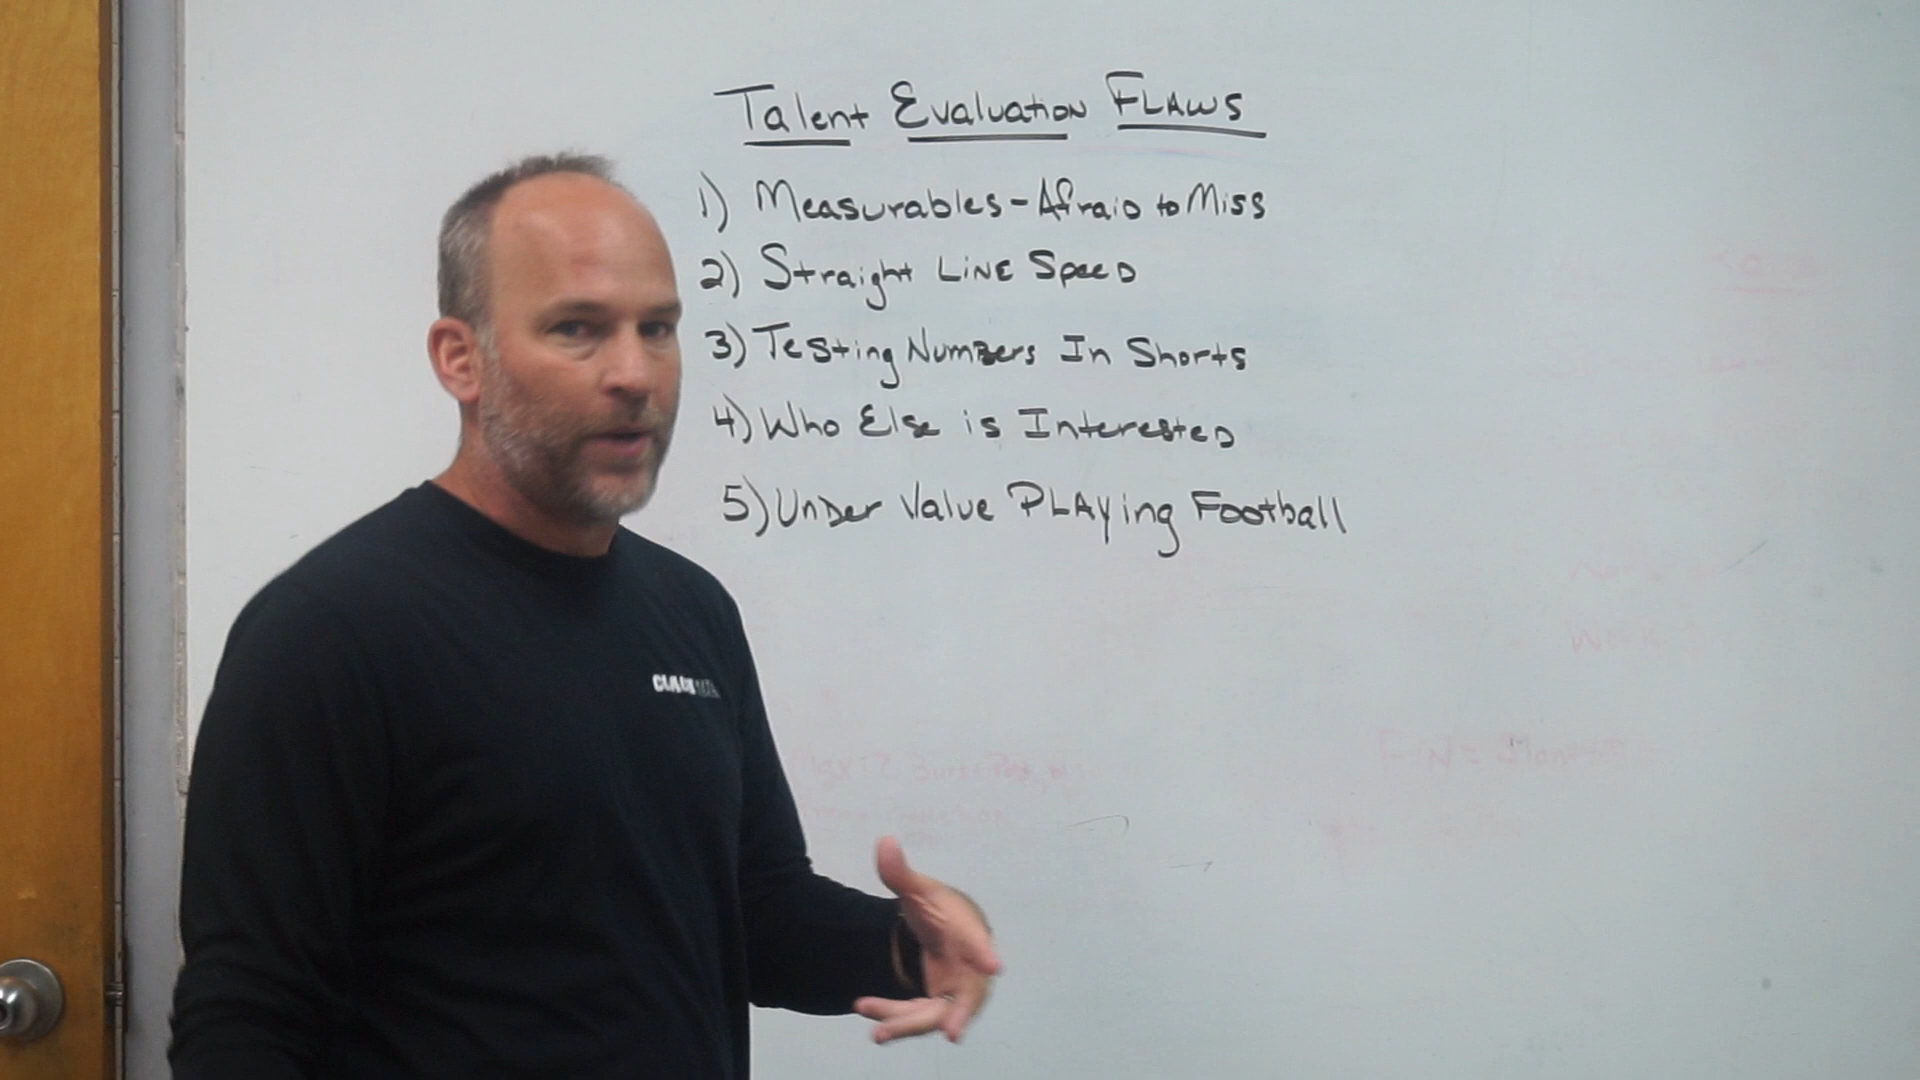 Talent Evaluation FLAWS
1) Measurables - Afraid to Miss
2) Straight LINE Speed
3) Testing Numbers In Shorts
4) Who Else is Interested
5) Under Value PLAying Football
Work